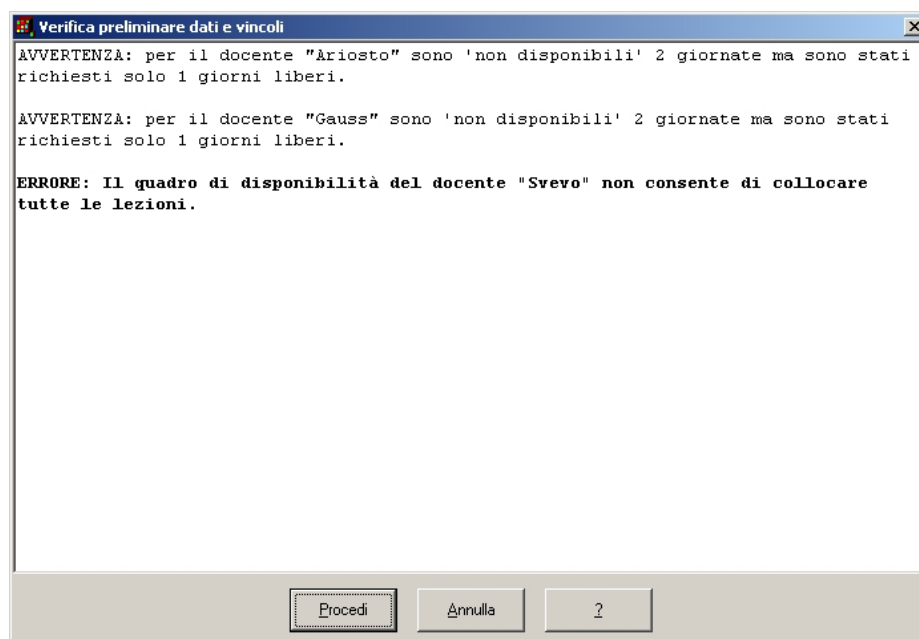 Verifica preliminare dati e vincoli
AVVERTENZA: per il docente "Ariosto" sono 'non disponibili' 2 giornate ma sono stati
richiesti solo 1 giorni liberi.
AVVERTENZA: per il docente "Gauss" sono 'non disponibili' 2 giornate ma sono stati
richiesti solo 1 giorni liberi.
ERRORE: Il quadro di disponibilità del docente "Svevo" non consente di collocare
tutte le lezioni.
Procedi
Annulla
?